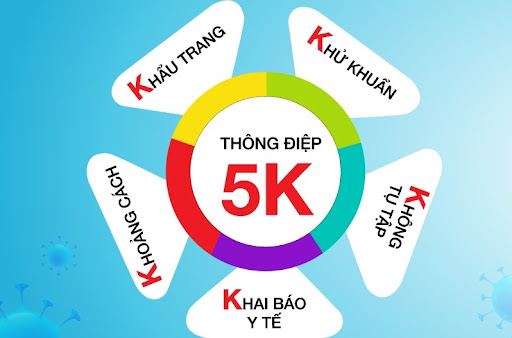 KHẨU TRANG
KHỬ KHUẨN
THÔNG ĐIỆP
5K
KHOẢNG CÁCH
KHÔNG
TỤ TẬP
KHAI BÁO
Y TẾ